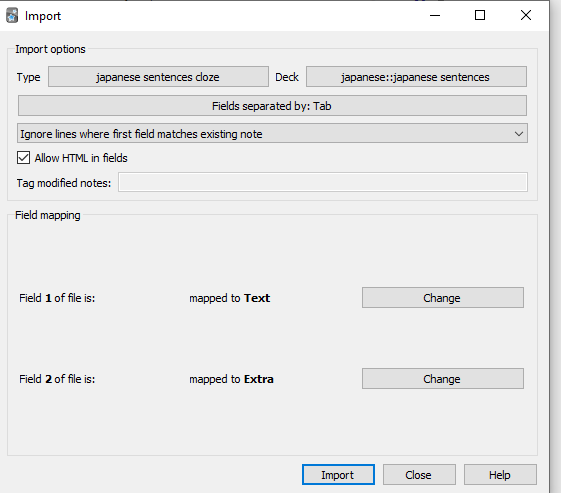 Import
Import options
Type japanese sentences cloze Deck japanese::japanese sentences
Fields separated by: Tab
Ignore lines where first field matches existing note
Allow HTML in fields
Tag modified notes:
Field mapping
Field 1 of file is: mapped to Text Change
Field 2 of file is: mapped to Extra Change
Import Close Help